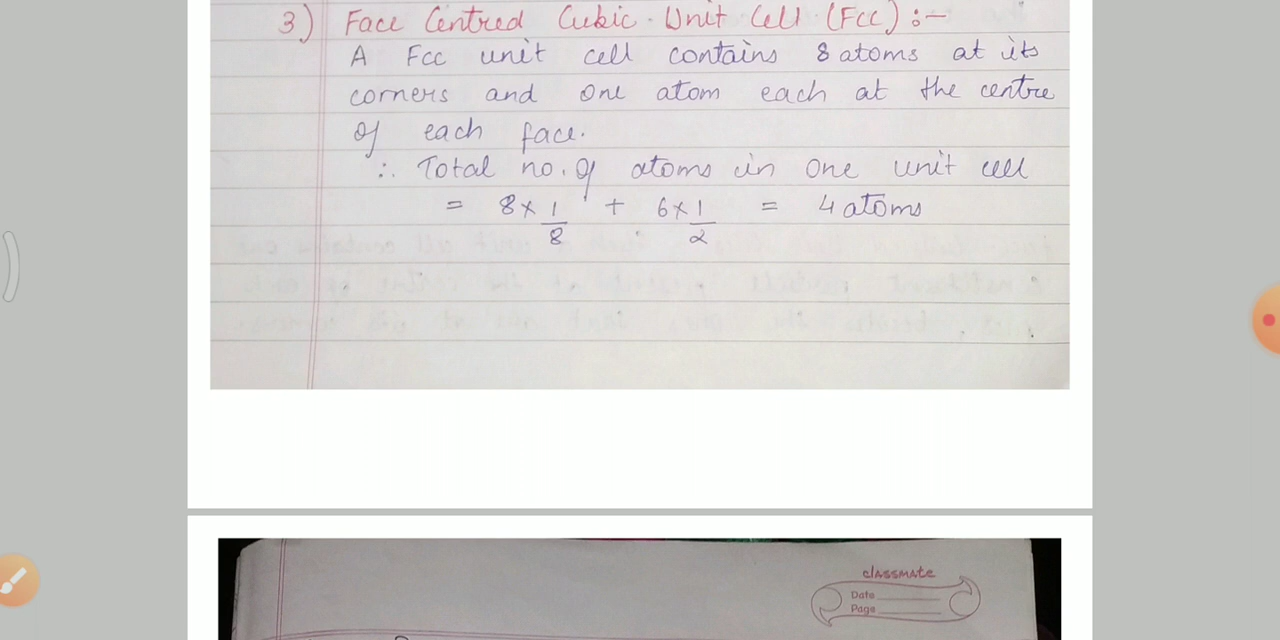 3) Face Centred Cubic Unit Cell (FCC) :-
A Fcc unit cell contains 8 atoms at its
corners and one atom each at the centre
of each face.
∴ Total no. of atoms in one unit cell
= 8 × 1/8 + 6 × 1/2 = 4 atoms
classmate
Date
Page